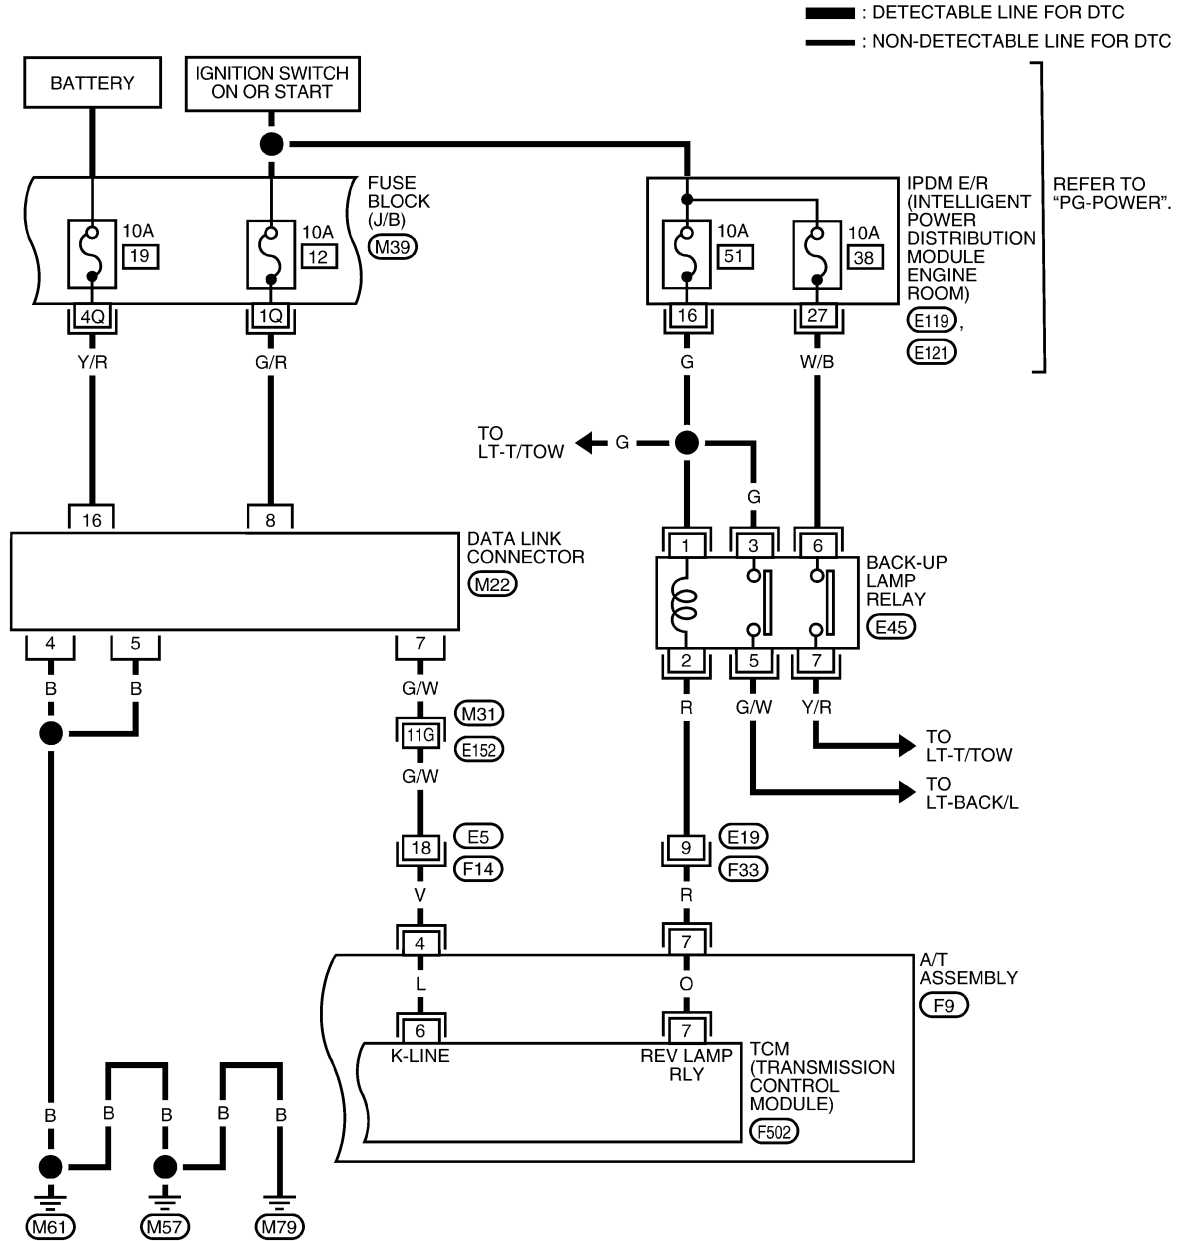 : DETECTABLE LINE FOR DTC
: NON-DETECTABLE LINE FOR DTC
BATTERY
IGNITION SWITCH
ON OR START
FUSE
BLOCK
(J/B)
M39
10A
19
10A
12
10A
51
10A
38
IPDM E/R
(INTELLIGENT
POWER
DISTRIBUTION
MODULE
ENGINE
ROOM)
E119 ,
E121
REFER TO
“PG-POWER”.
4Q
1Q
16
27
Y/R
G/R
G
W/B
TO
LT-T/TOW
G
G
16
8
DATA LINK
CONNECTOR
M22
1
3
6
BACK-UP
LAMP
RELAY
E45
4
5
7
2
5
7
B
B
G/W
R
G/W
Y/R
11G
M31
E152
TO
LT-T/TOW
TO
LT-BACK/L
G/W
18
E5
F14
9
E19
F33
V
R
4
7
A/T
ASSEMBLY
F9
L
O
6
7
K-LINE
REV LAMP
RLY
TCM
(TRANSMISSION
CONTROL
MODULE)
F502
B
B
B
B
B
M61
M57
M79